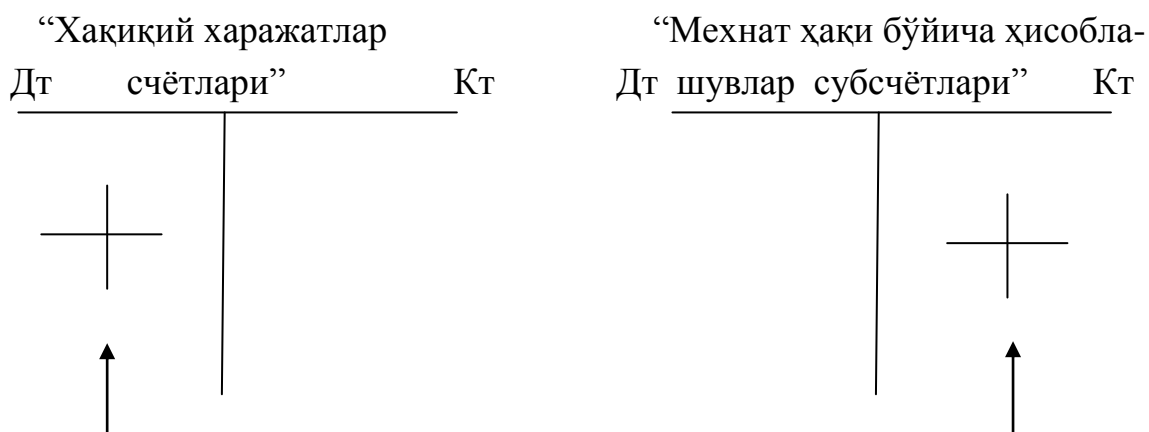 “Хақиқий харажатлар “Мехнат ҳақи бўйича ҳисобла-
Дт счётлари” Кт Дт шувлар субсчётлари” Кт